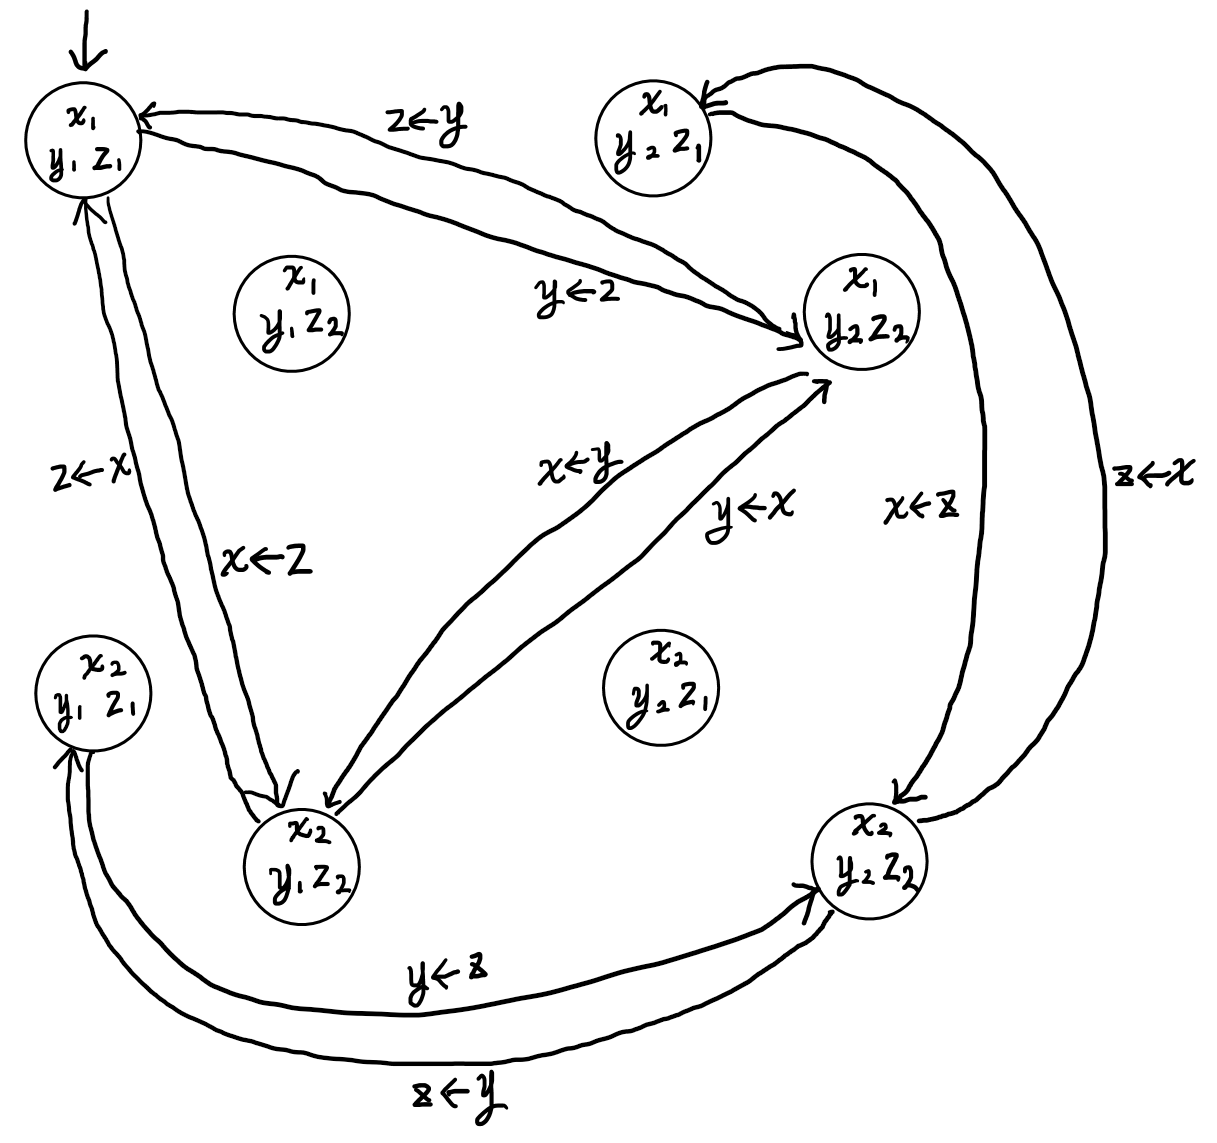 x₁
y₁ z₁
z←y
x₁
y₂ z₁
x₁
y₁ z₂
y←z
x₁
y₂ z₂
z←x
x←y
y←x
x←z
z←x
x←z
x₂
y₁ z₁
x₂
y₂ z₁
x₂
y₁ z₂
x₂
y₂ z₂
y←z
z←y